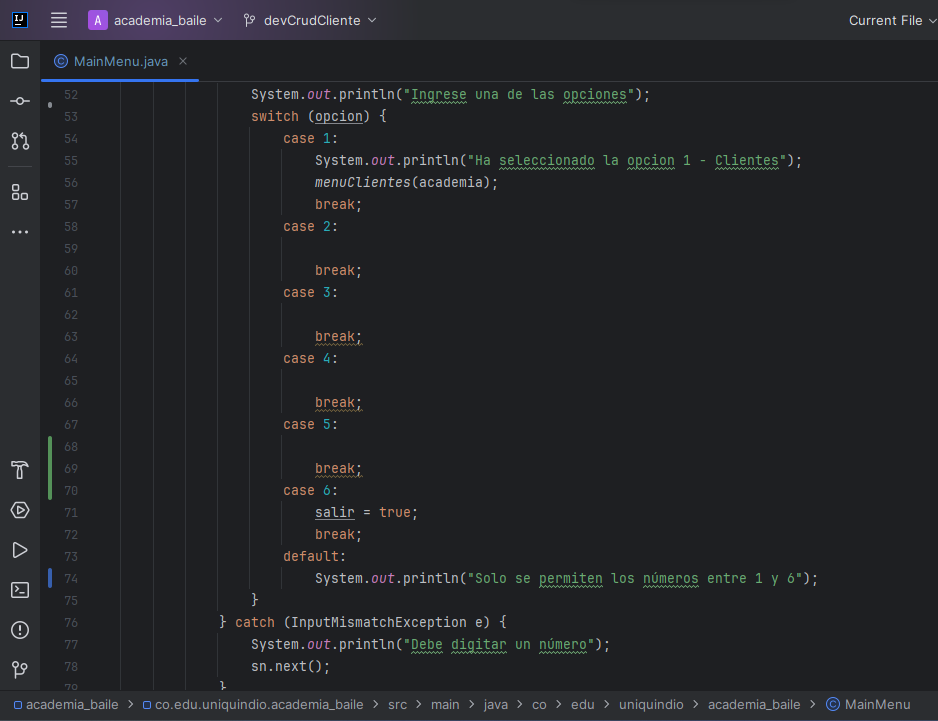 IJ
A academia_baile devCrudCliente Current File
C MainMenu.java
52 System.out.println("Ingrese una de las opciones");
53 switch (opcion) {
54 case 1:
55 System.out.println("Ha seleccionado la opcion 1 - Clientes");
56 menuClientes(academia);
57 break;
58 case 2:
59
60 break;
61 case 3:
62
63 break;
64 case 4:
65
66 break;
67 case 5:
68
69 break;
70 case 6:
71 salir = true;
72 break;
73 default:
74 System.out.println("Solo se permiten los números entre 1 y 6");
75 }
76 } catch (InputMismatchException e) {
77 System.out.println("Debe digitar un número");
78 sn.next();
79 }
academia_baile > co.edu.uniquindio.academia_baile > src > main > java > co > edu > uniquindio > academia_baile > C MainMenu